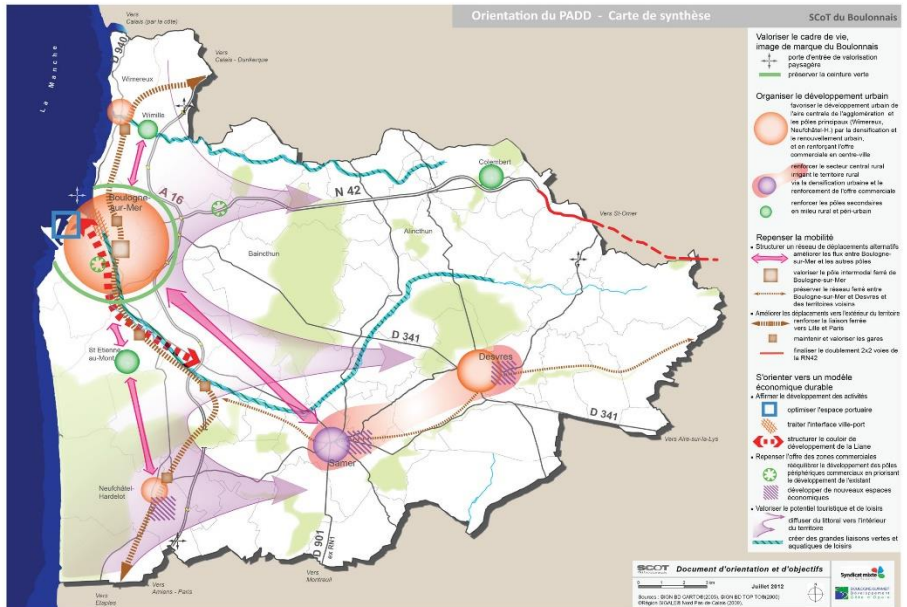 Orientation du PADD - Carte de synthèse
SCoT du Boulonnais
Vers
Calais (par le côte)
D 940
Vers
Calais - Dunkerque
La Manche
Wimereux
Wimille
A 16
Boulogne-
sur-Mer
N 42
Colembert
Vers St-Omer
Alincthun
Baincthun
D 341
St Etienne
au-Mont
Desvres
D 341
Vers Aire-sur-la-Lys
Samer
Neufchâtel-
Hardelot
D 901
ex RN1
Vers
Montreuil
Vers
Amiens - Paris
Vers
Etaples
Valoriser le cadre de vie,
image de marque du Boulonnais
porte d'entrée de valorisation
paysagère
préserver la ceinture verte
Organiser le développement urbain
favoriser le développement urbain de
l'airs centrale de l'agglomération et
les pôles principaux (Wimereux,
Neufchâtel-H.) par la densification et
le renouvellement urbain,
et en renforçant l'offre
commerciale en centre-ville
renforcer le secteur central rural
irrigant le territoire rural
via la densification urbaine et le
renforcement de l'offre commerciale
renforcer les pôles secondaires
en milieu rural et péri-urbain
Repenser la mobilité
• Structurer un réseau de déplacements alternatifs
améliorer les flux entre Boulogne-
sur-Mer et les autres pôles
valoriser le pôle intermodal ferré de
Boulogne-sur-Mer
préserver le réseau ferré entre
Boulogne-sur-Mer et Desvres et
des territoires voisins
• Améliorer les déplacements vers l'extérieur du territoire
renforcer la liaison ferrée
vers Lille et Paris
maintenir et valoriser les gares
finaliser le doublement 2x2 voies de
la RN42
S'orienter vers un modèle
économique durable
• Affirmer le développement des activités
optimiser l'espace portuaire
traiter l'interface ville-port
structurer le couloir de
développement de la Liane
• Repenser l'offre des zones commerciales
rééquilibrer le développement des pôles
périphériques commerciaux en priorisant
le développement de l'existant
développer de nouveaux espaces
économiques
• Valoriser le potentiel touristique et de loisirs
diffuser du littoral vers l'intérieur
du territoire
créer des grandes liaisons vertes et
aquatiques de loisirs
SCOT
Document d'orientation et d'objectifs
Juillet 2012
Syndicat mixte